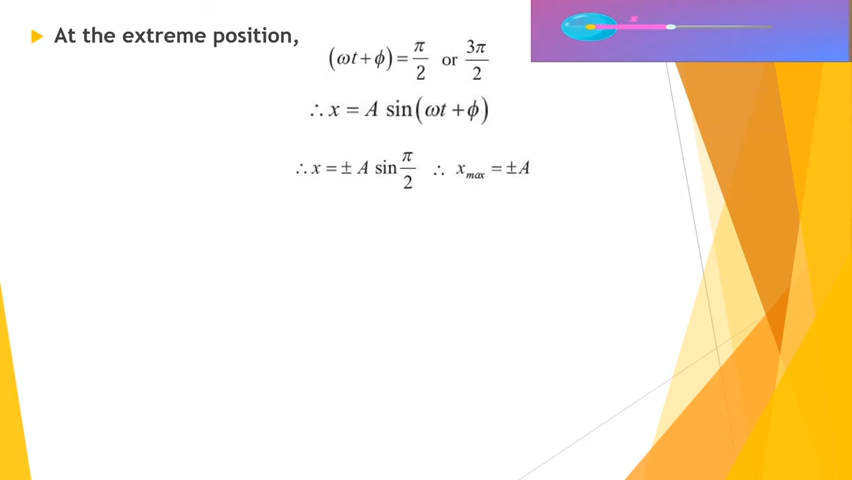 At the extreme position,
(ωt+ϕ) = π/2 or 3π/2
∴ x = A sin(ωt + ϕ)
∴ x = ± A sin π/2 ∴ x_max = ±A
x